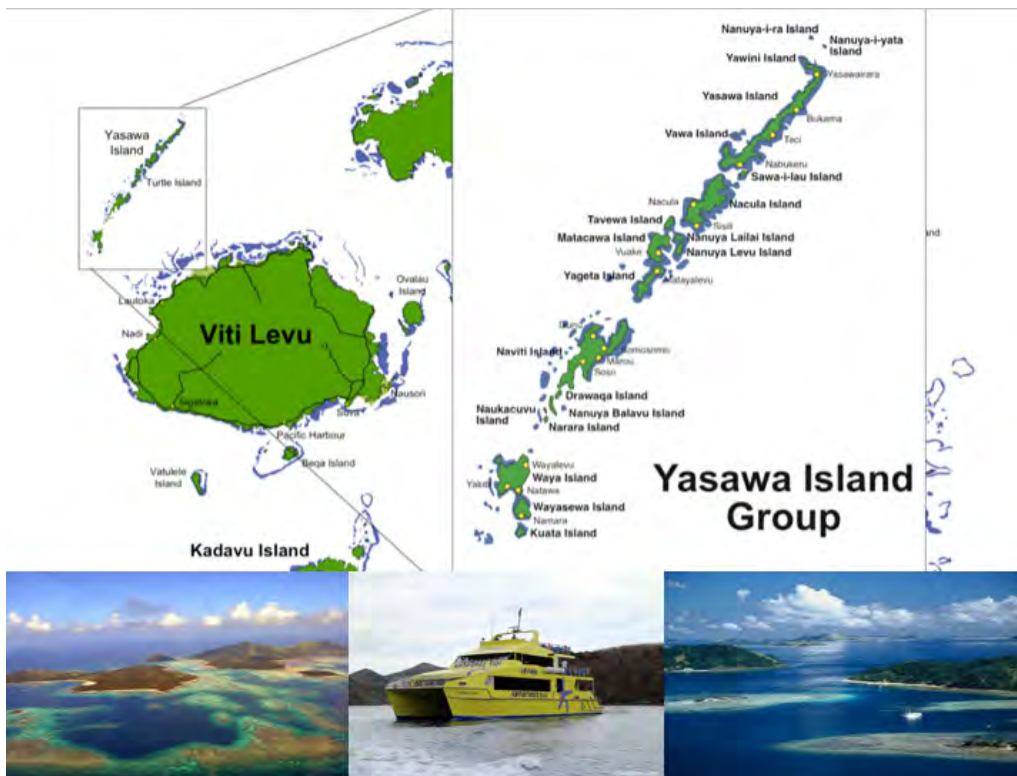 Yasawa
Island
Turtle Island
Lautoka
Nadi
Viti Levu
Ovalau
Island
Nausori
Suva
Pacific Harbour
Beqa Island
Vatulele
Island
Kadavu Island
Nanuya-i-ra Island
Nanuya-i-yata
Island
Yawini Island
Yasawairara
Yasawa Island
Bukama
Vawa Island
Teci
Nabukeru
Sawa-i-lau Island
Nacula
Nacula Island
Tavewa Island
Matacawa Island
Nanuya Lailai Island
Vuake
Nanuya Levu Island
Yageta Island
Matayalevu
Naviti Island
Somosomo
Marou
Soso
Drawaqa Island
Naukacuvu
Island
Nanuya Balavu Island
Narara Island
Wayalevu
Waya Island
Natawa
Wayasewa Island
Namara
Kuata Island
Yasawa Island
Group